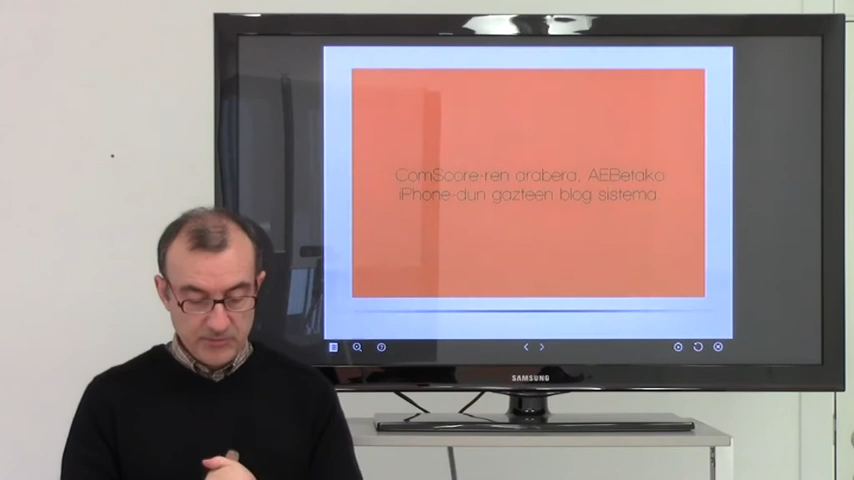 ComScore-ren arabera, AEBetako
iPhone-dun gazteen blog sistema.
SAMSUNG